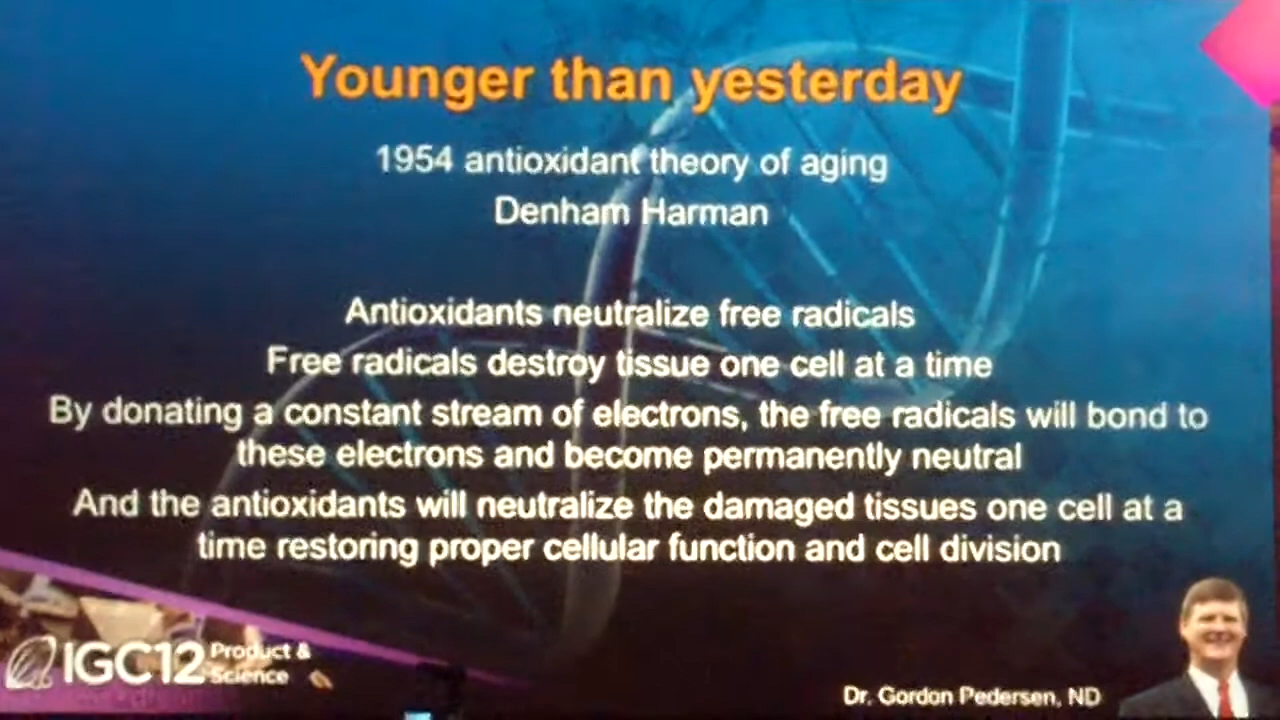 Younger than yesterday
1954 antioxidant theory of aging
Denham Harman
Antioxidants neutralize free radicals
Free radicals destroy tissue one cell at a time
By donating a constant stream of electrons, the free radicals will bond to
these electrons and become permanently neutral
And the antioxidants will neutralize the damaged tissues one cell at a
time restoring proper cellular function and cell division
IGC12 Product &
Science
Dr. Gordon Pedersen, ND